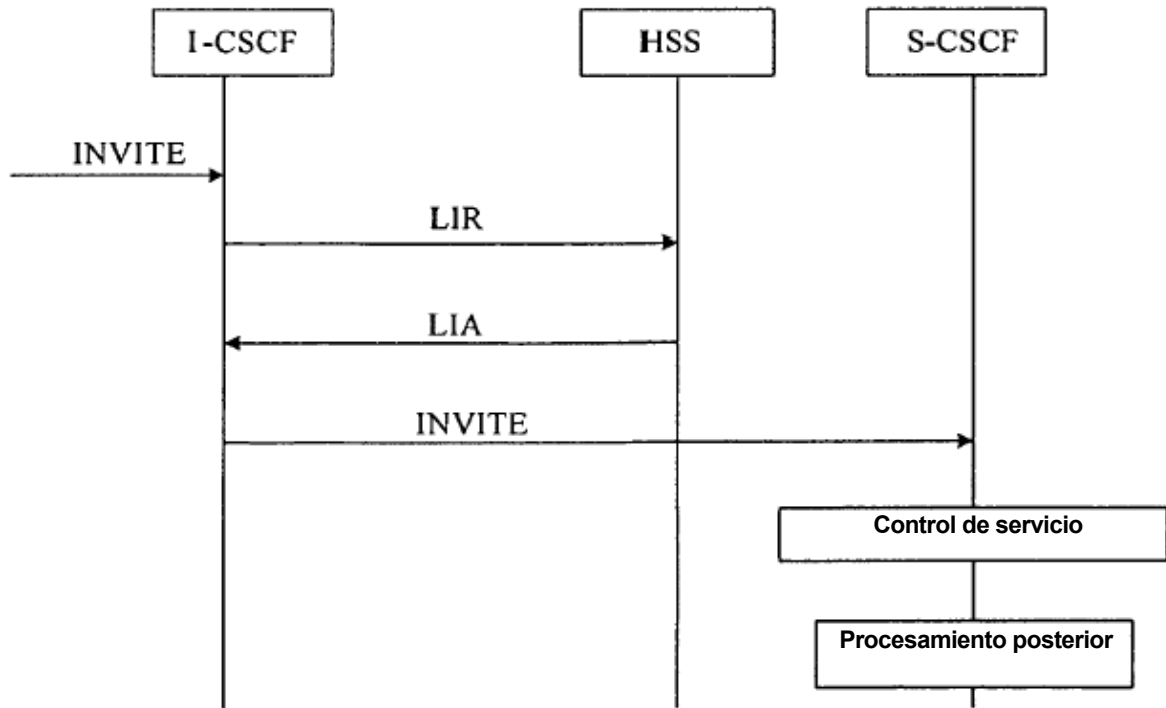 I-CSCF
HSS
S-CSCF
INVITE
LIR
LIA
INVITE
Control de servicio
Procesamiento posterior